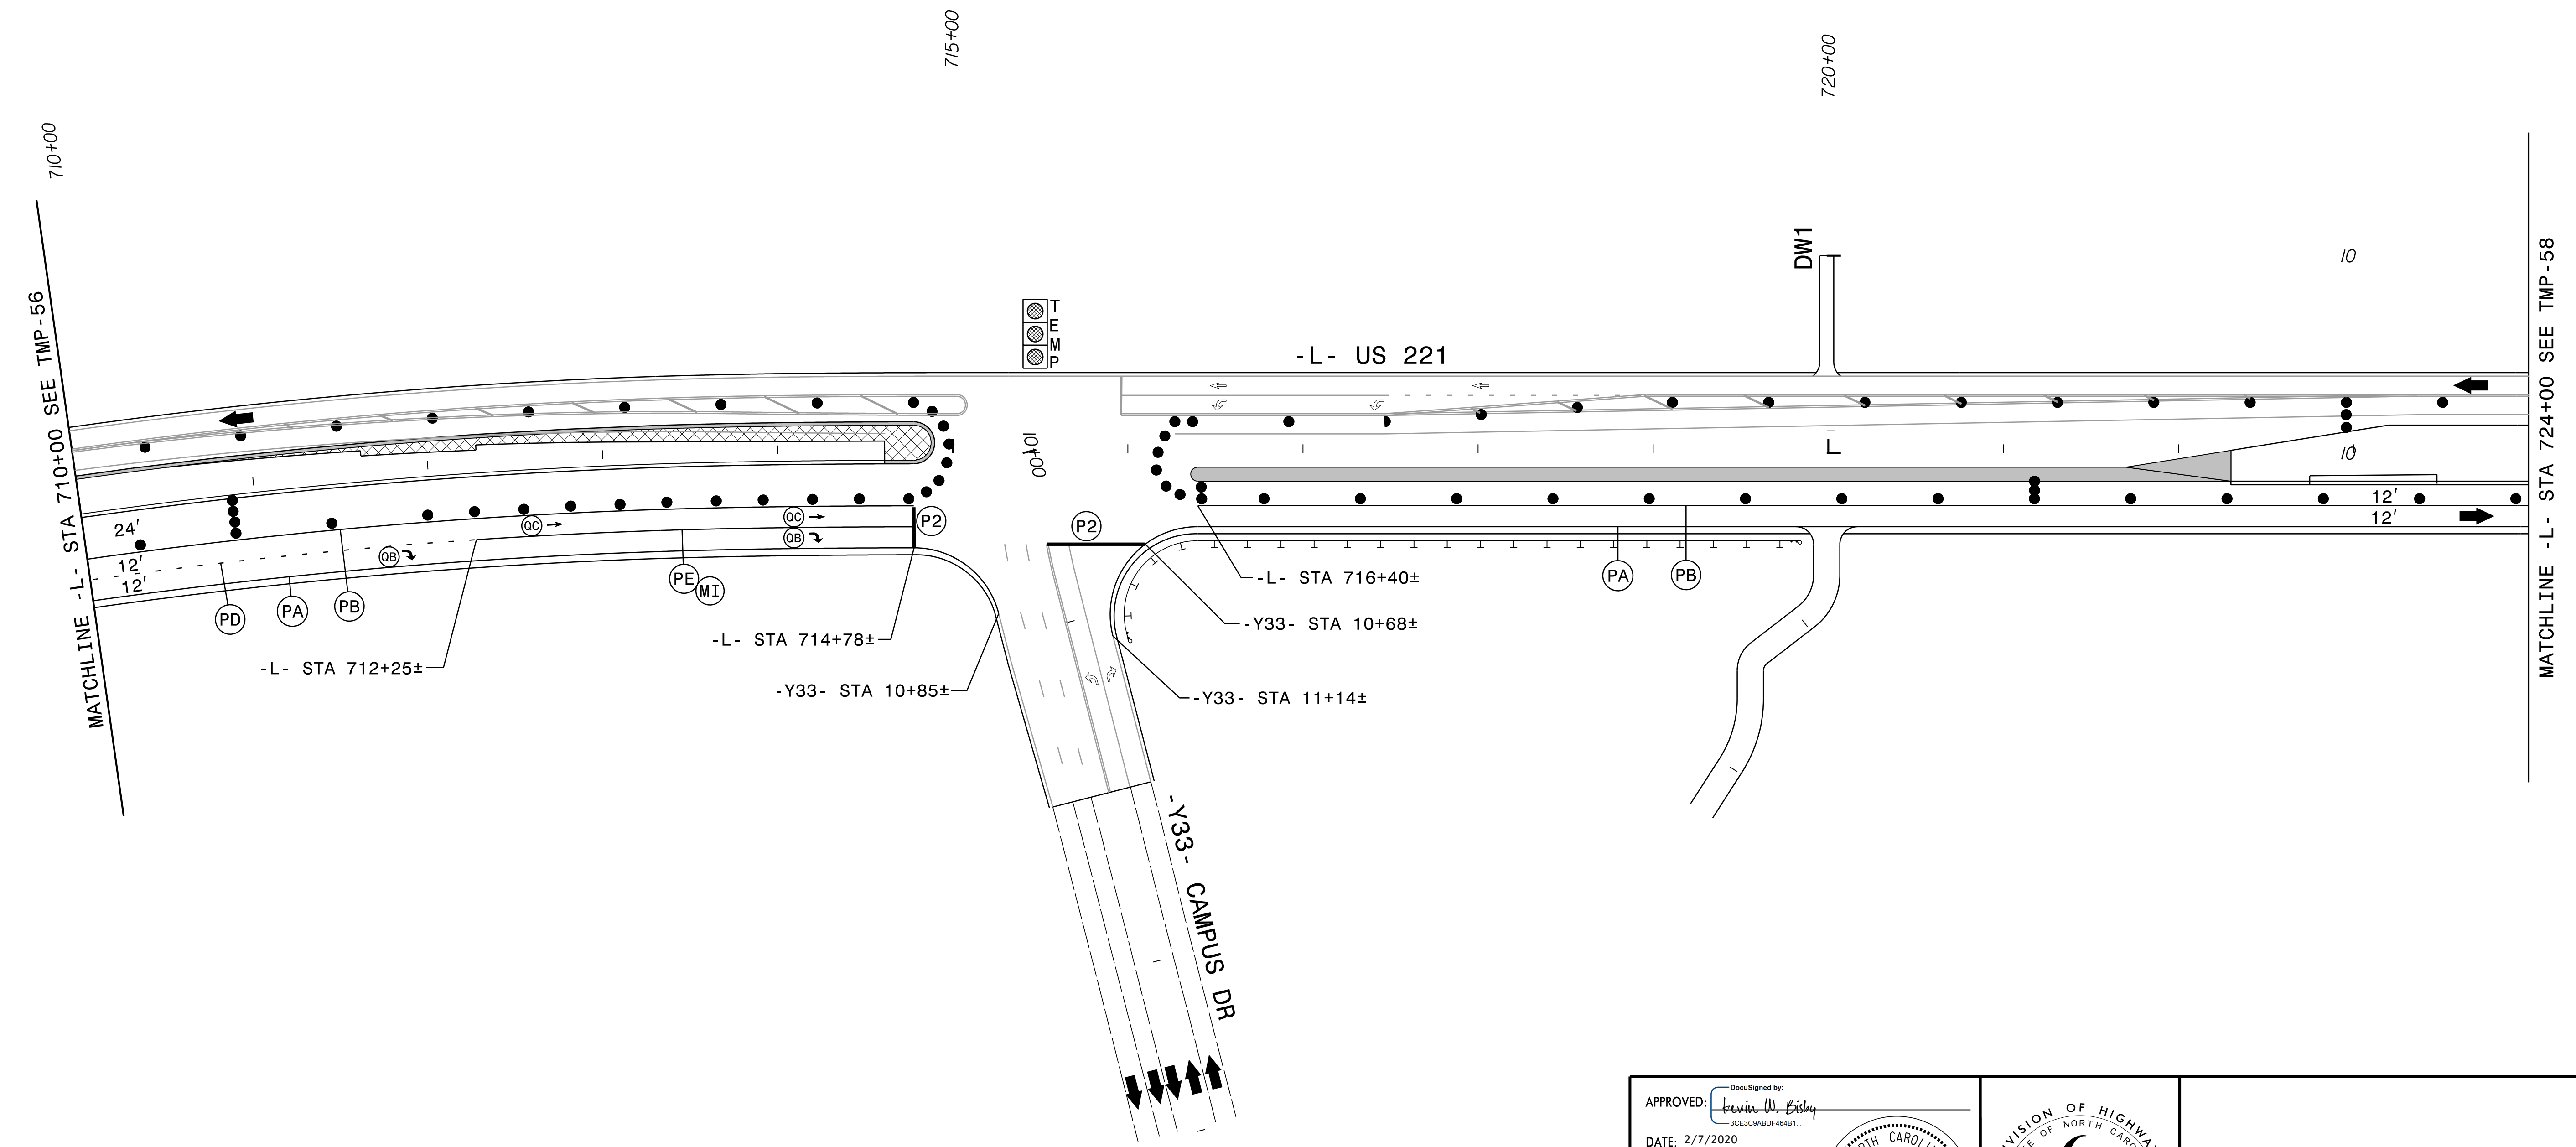 715+00
720+00
710+00
MATCHLINE -L- STA 710+00 SEE TMP-56
MATCHLINE -L- STA 724+00 SEE TMP-58
DW1
10
T
E
M
P
-L- US 221
10+00
L
10
24'
12'
12'
12'
12'
QC
QC
QB
QB
P2
P2
PD
PA
PB
PE
MI
PA
PB
-L- STA 716+40±
-Y33- STA 10+68±
-L- STA 714+78±
-L- STA 712+25±
-Y33- STA 10+85±
-Y33- STA 11+14±
-Y33- CAMPUS DR
DocuSigned by:
APPROVED: Kevin W. Bisby
3CE3C9ABDF464B1...
DATE: 2/7/2020